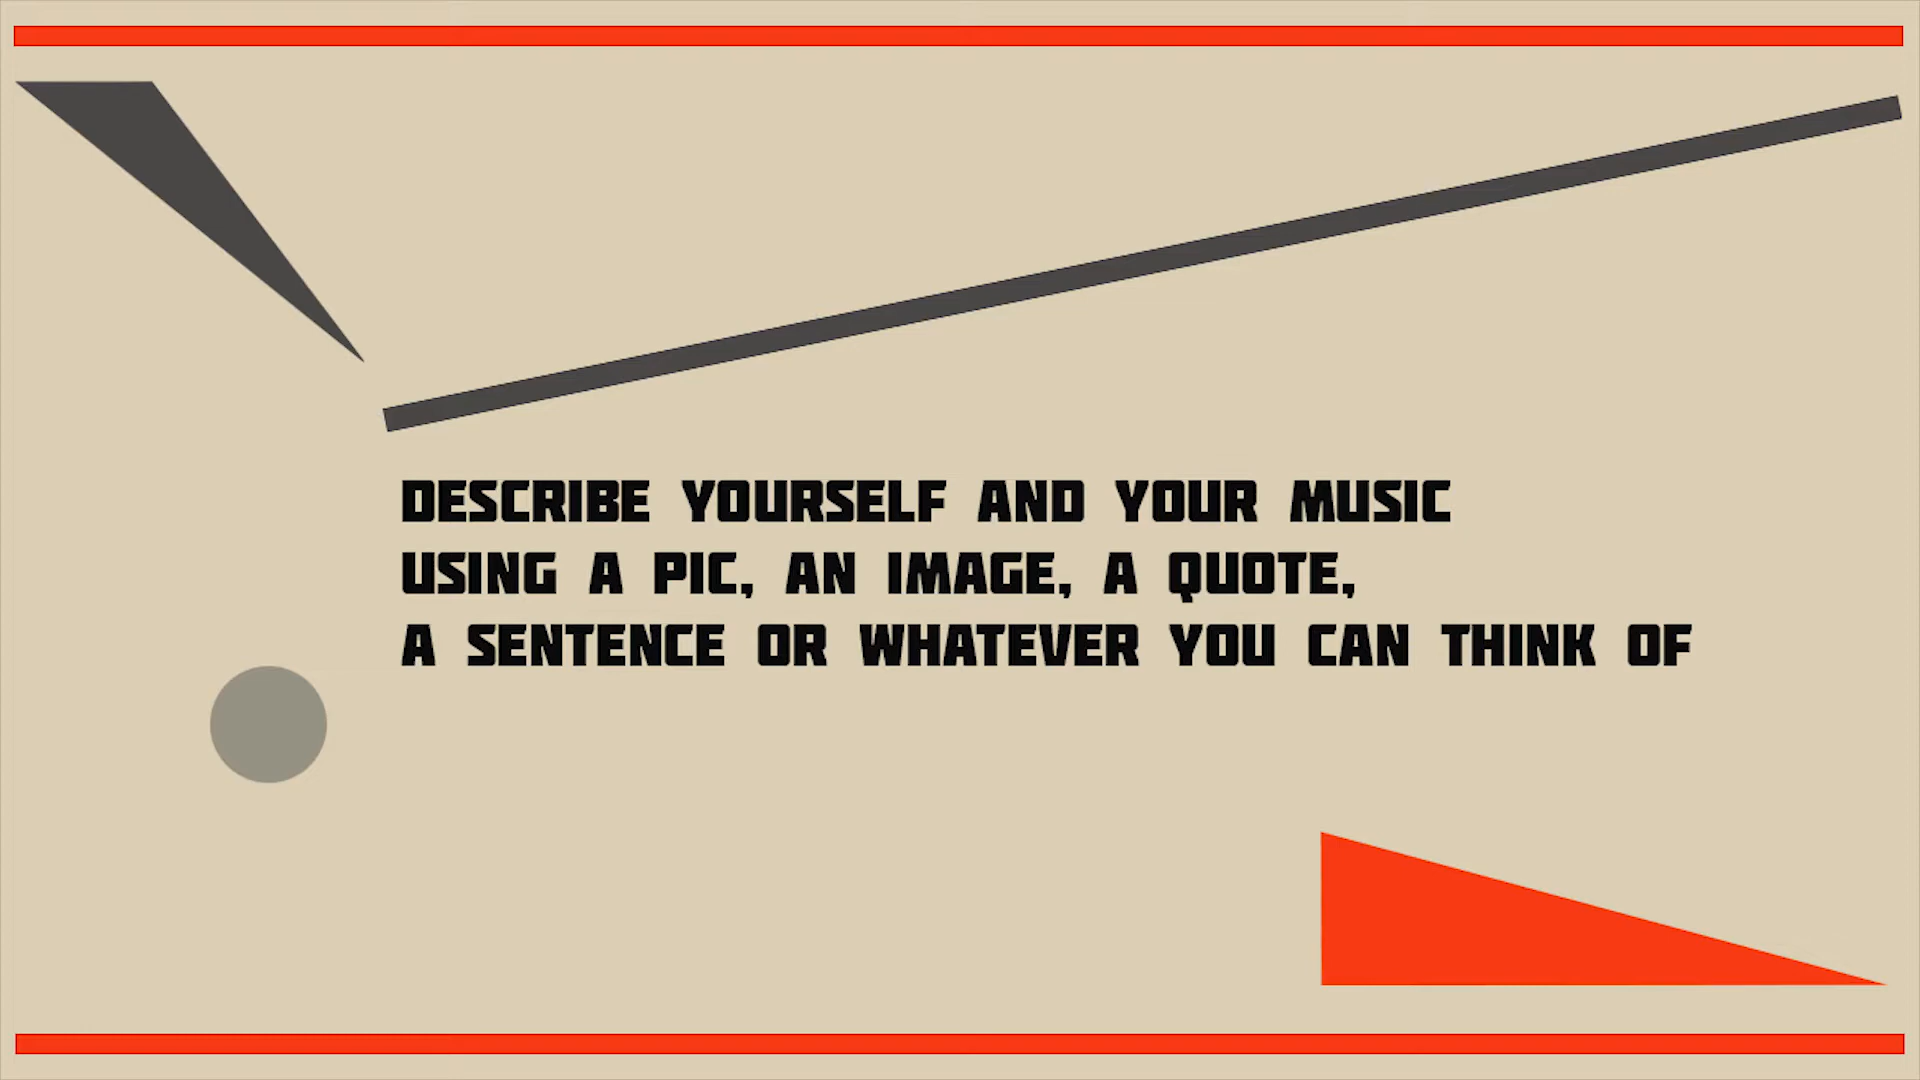 DESCRIBE YOURSELF AND YOUR MUSIC
USING A PIC, AN IMAGE, A QUOTE,
A SENTENCE OR WHATEVER YOU CAN THINK OF